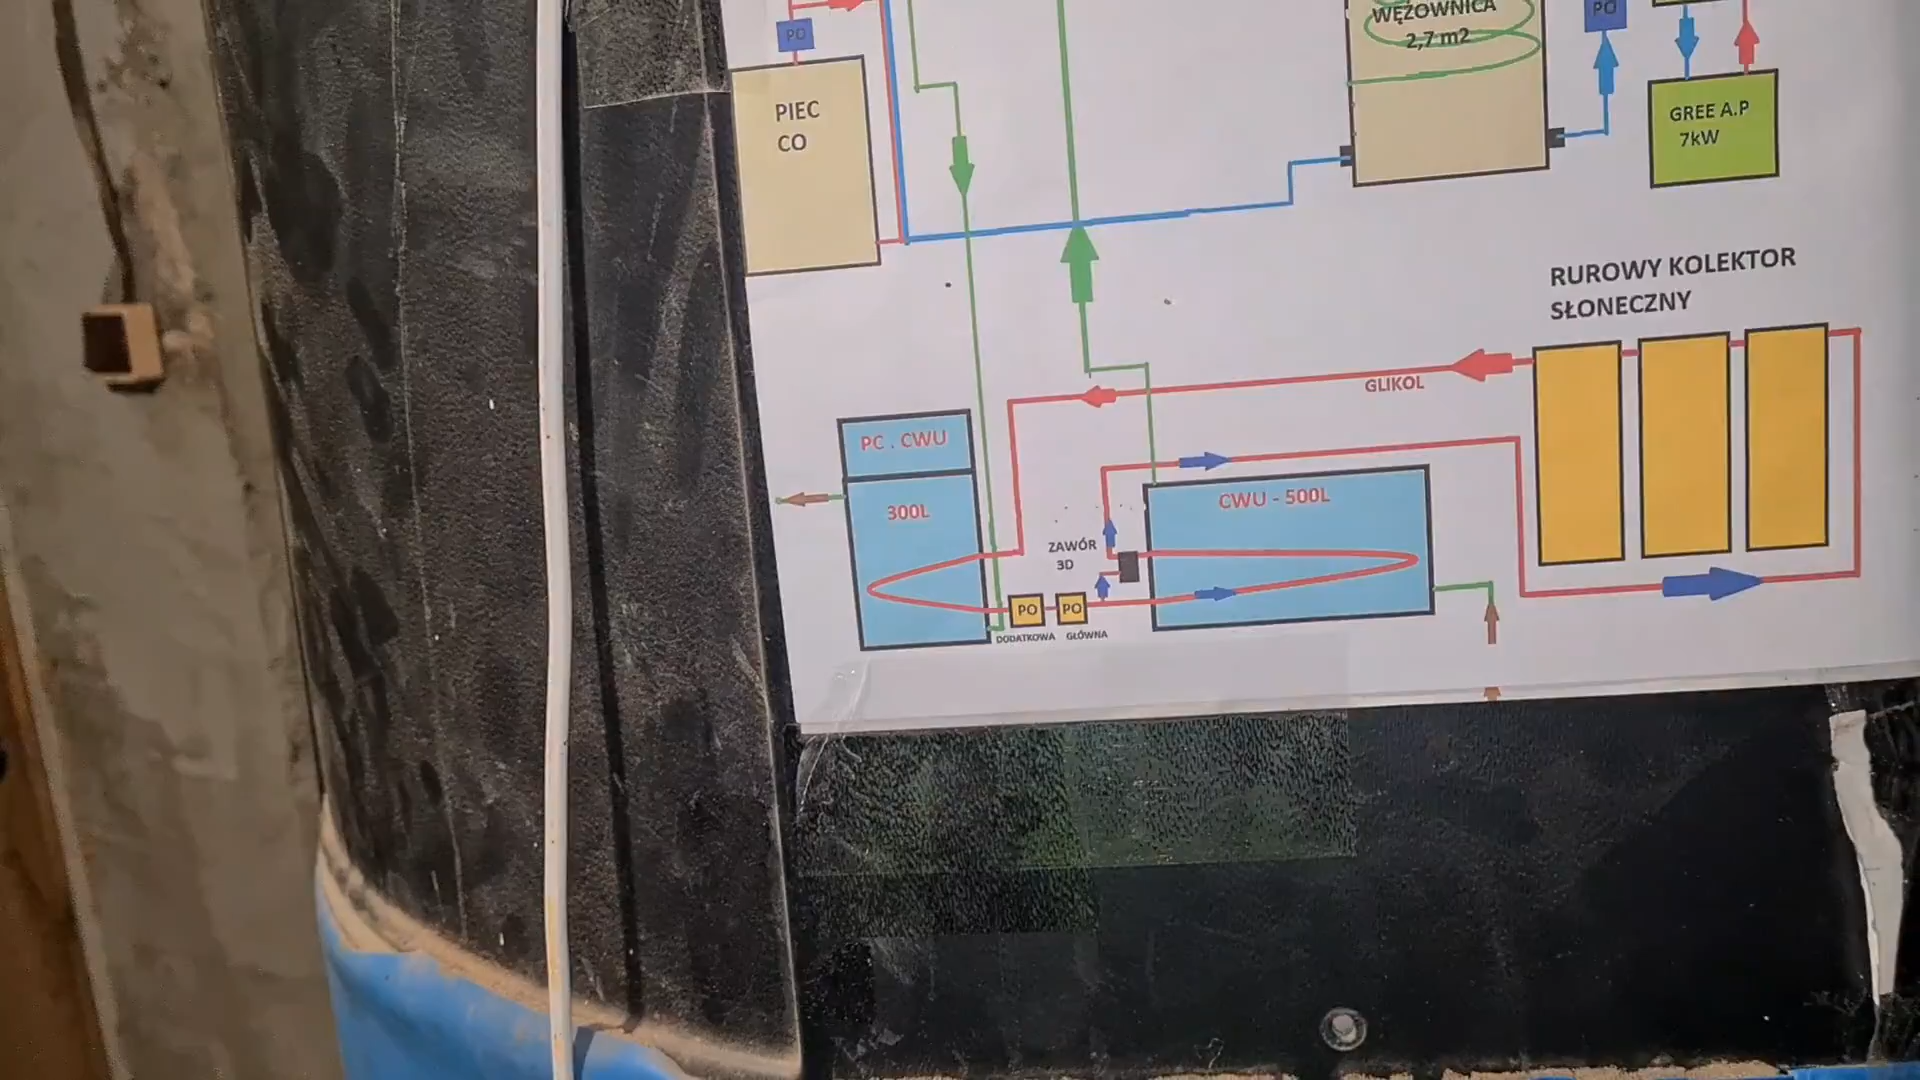 WĘŻOWNICA
2,7 m2
PO
PO
PIEC
CO
GREE A.P
7kW
RUROWY KOLEKTOR
SŁONECZNY
GLIKOL
PC . CWU
300L
CWU - 500L
ZAWÓR
3D
PO
PO
DODATKOWA
GŁÓWNA